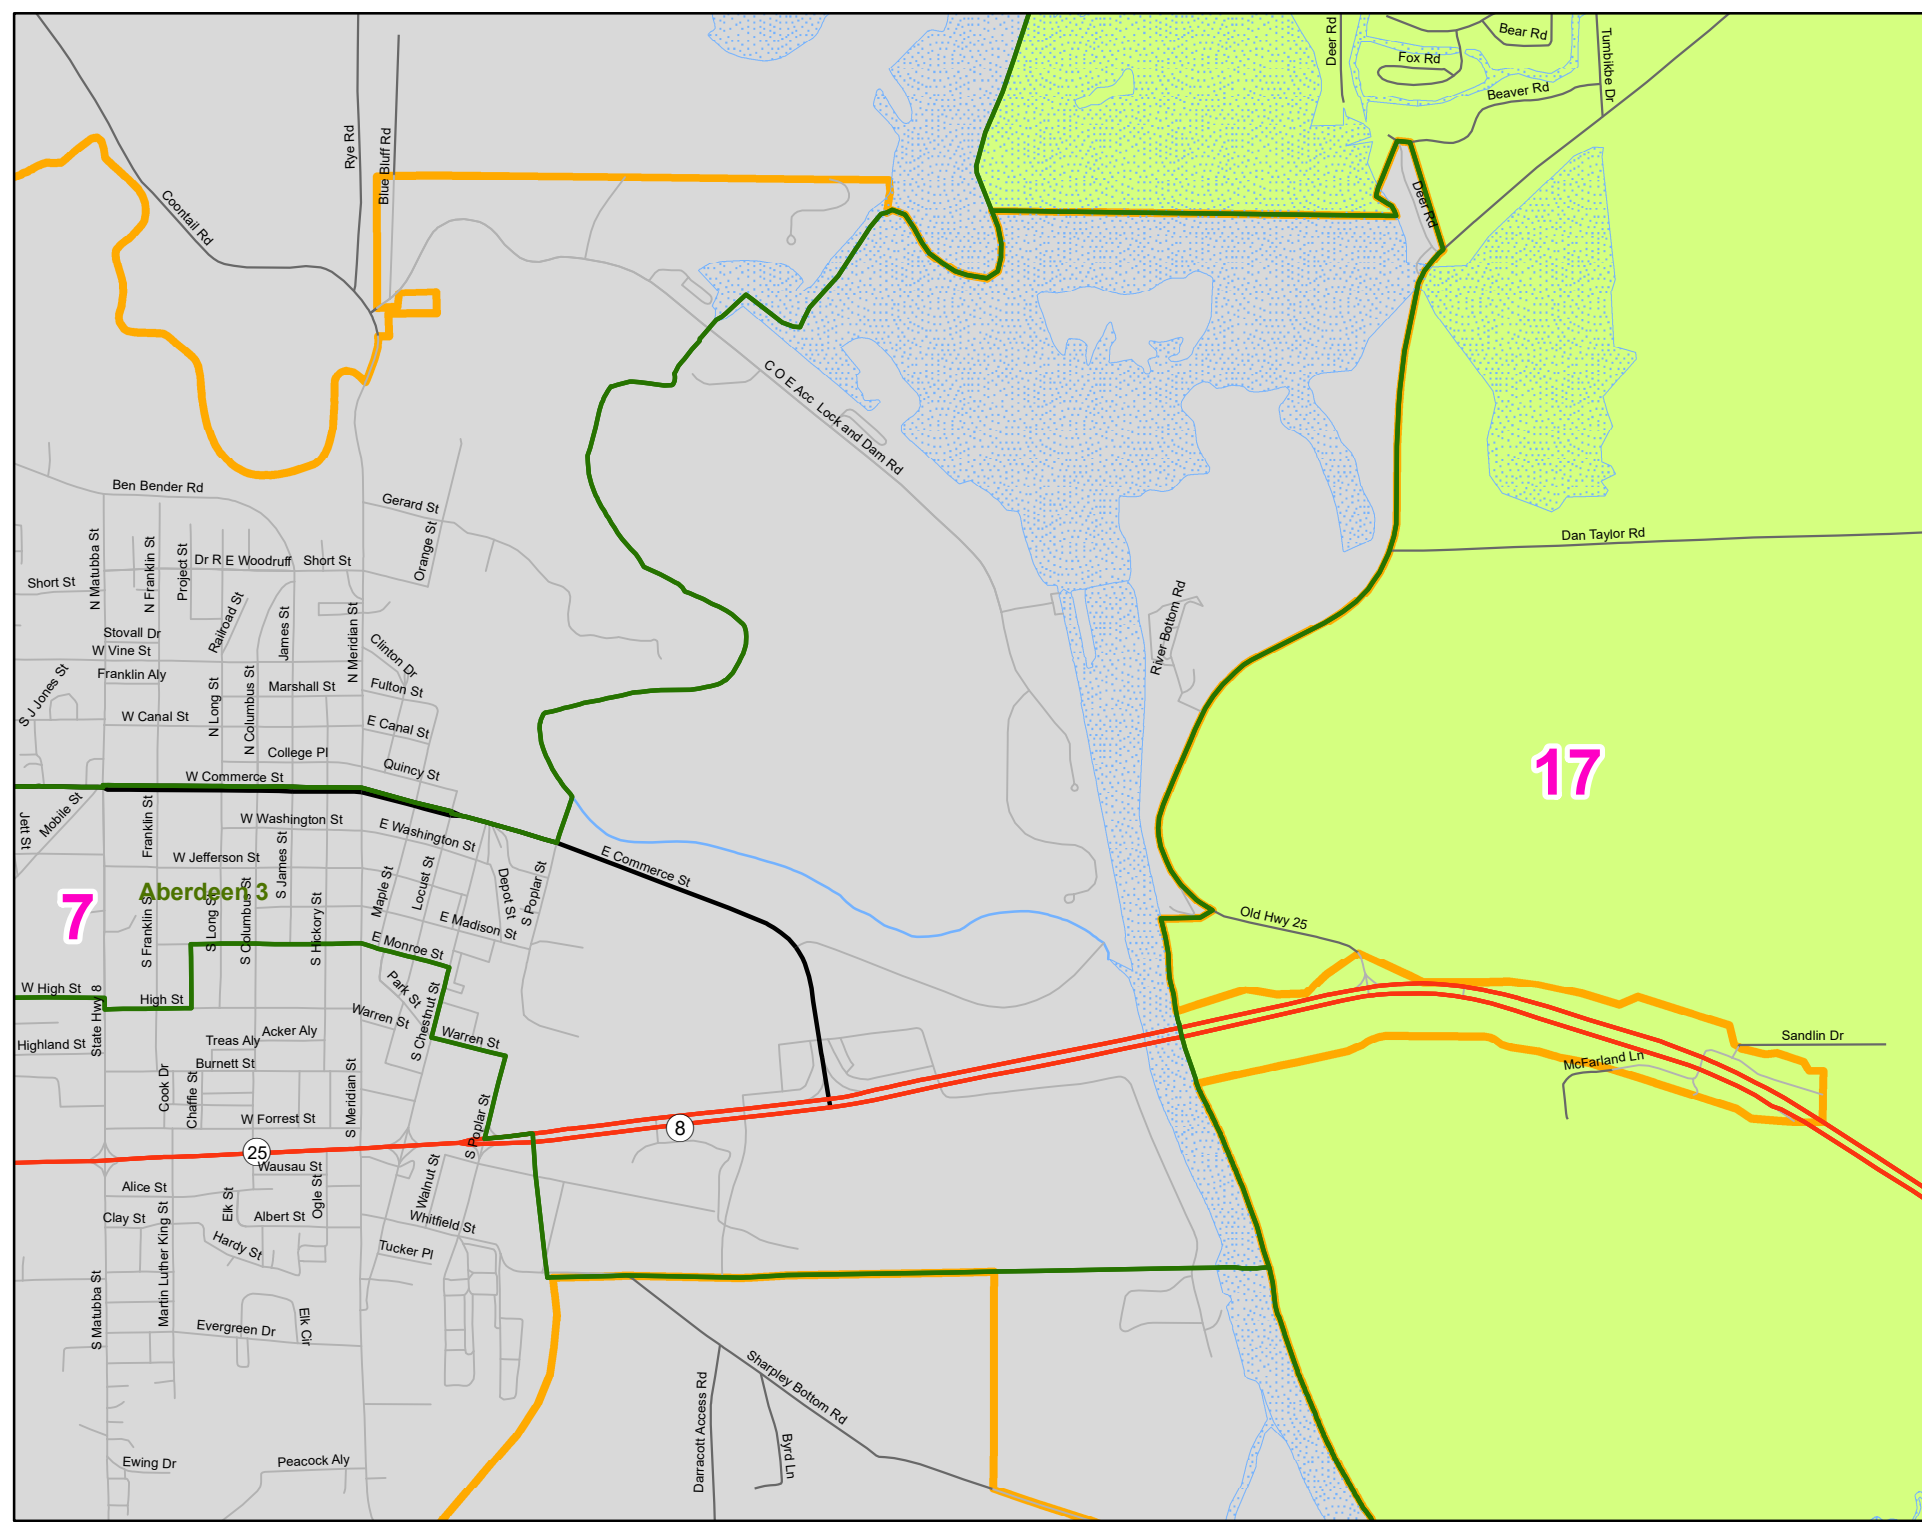 Deer Rd
Bear Rd
Fox Rd
Tumbikbe Dr
Beaver Rd
Rye Rd
Blue Bluff Rd
Coontail Rd
Deer Rd
C O E Acc Lock and Dam Rd
Ben Bender Rd
Gerard St
Orange St
Dan Taylor Rd
N Matubba St
N Franklin St
Project St
Dr R E Woodruff
Short St
Short St
Railroad St
James St
N Meridian St
River Bottom Rd
Stovall Dr
W Vine St
Clinton Dr
Franklin Aly
S J Jones St
N Long St
N Columbus St
Marshall St
Fulton St
W Canal St
E Canal St
College Pl
Quincy St
17
W Commerce St
Mobile St
Jett St
Franklin St
W Washington St
E Washington St
E Commerce St
W Jefferson St
S James St
Maple St
Locust St
Depot St
S Poplar St
Aberdeen 3
7
S Franklin St
S Long St
S Columbus St
S Hickory St
E Madison St
E Monroe St
Old Hwy 25
Park St
W High St
High St
State Hwy 8
Warren St
S Chestnut St
Warren St
Highland St
Acker Aly
Treas Aly
Sandlin Dr
McFarland Ln
Burnett St
Cook Dr
Chaffie St
S Meridian St
W Forrest St
S Poplar St
8
25
Wausau St
Alice St
Elk St
Ogle St
Walnut St
Clay St
Martin Luther King St
Albert St
Whitfield St
Hardy St
Tucker Pl
S Matubba St
Evergreen Dr
Elk Cir
Sharpley Bottom Rd
Darracott Access Rd
Byrd Ln
Ewing Dr
Peacock Aly